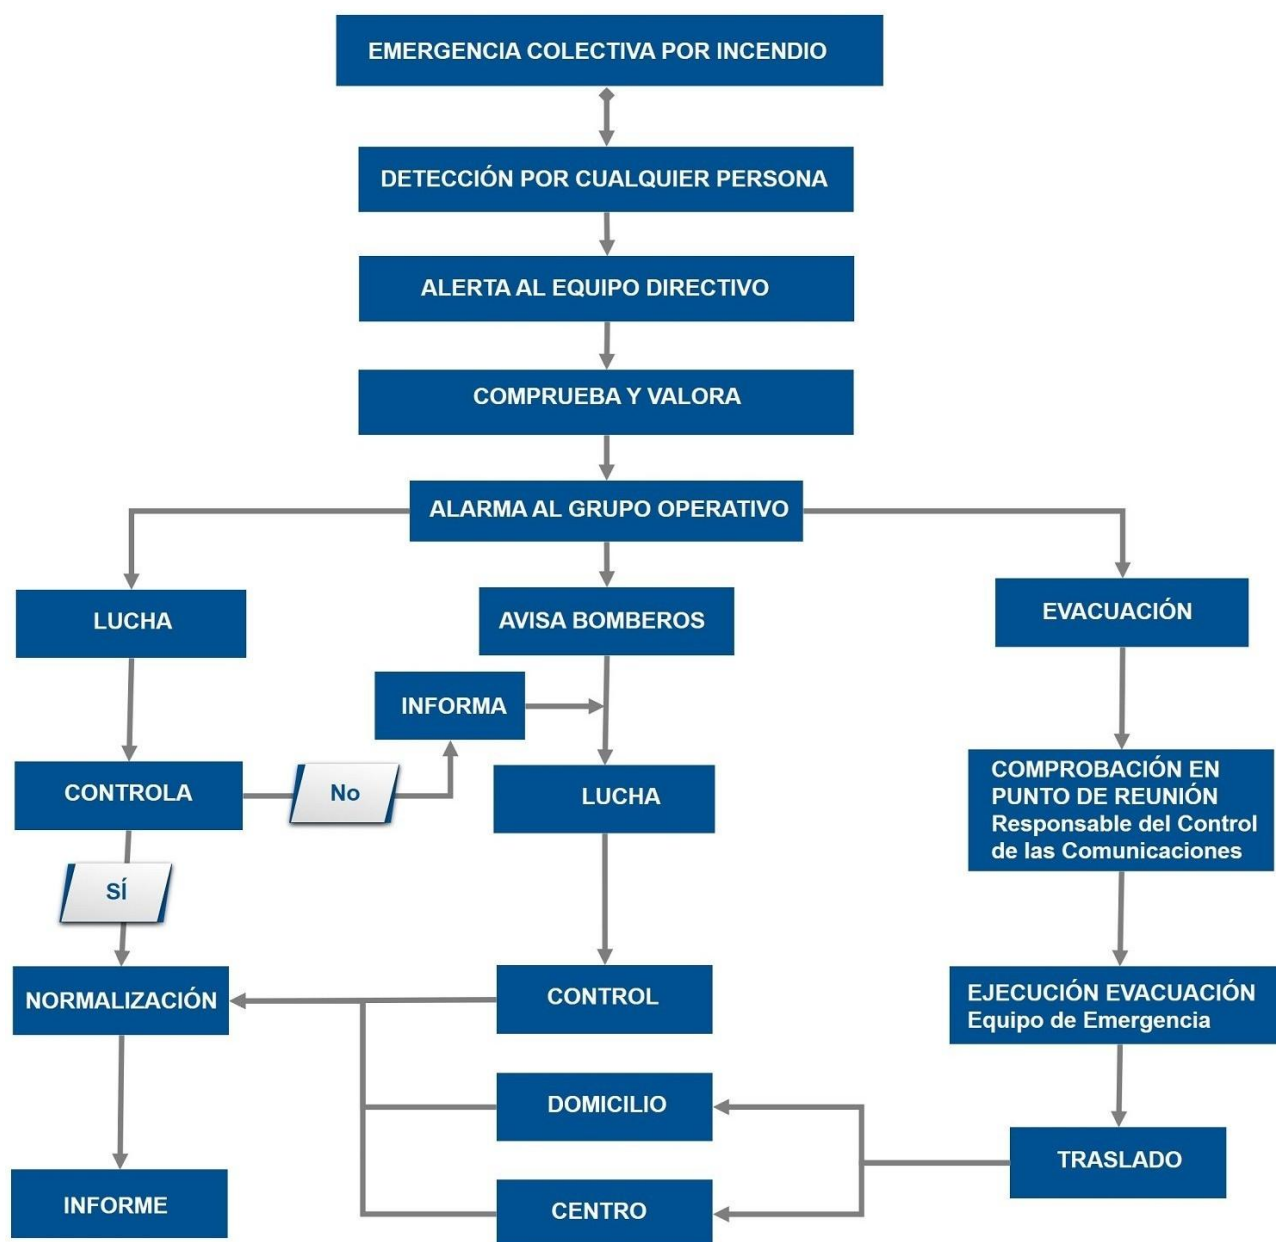 EMERGENCIA COLECTIVA POR INCENDIO
DETECCIÓN POR CUALQUIER PERSONA
ALERTA AL EQUIPO DIRECTIVO
COMPRUEBA Y VALORA
ALARMA AL GRUPO OPERATIVO
LUCHA
AVISA BOMBEROS
EVACUACIÓN
INFORMA
CONTROLA
No
LUCHA
COMPROBACIÓN EN
PUNTO DE REUNIÓN
Responsable del Control
de las Comunicaciones
SÍ
NORMALIZACIÓN
CONTROL
EJECUCIÓN EVACUACIÓN
Equipo de Emergencia
DOMICILIO
TRASLADO
INFORME
CENTRO